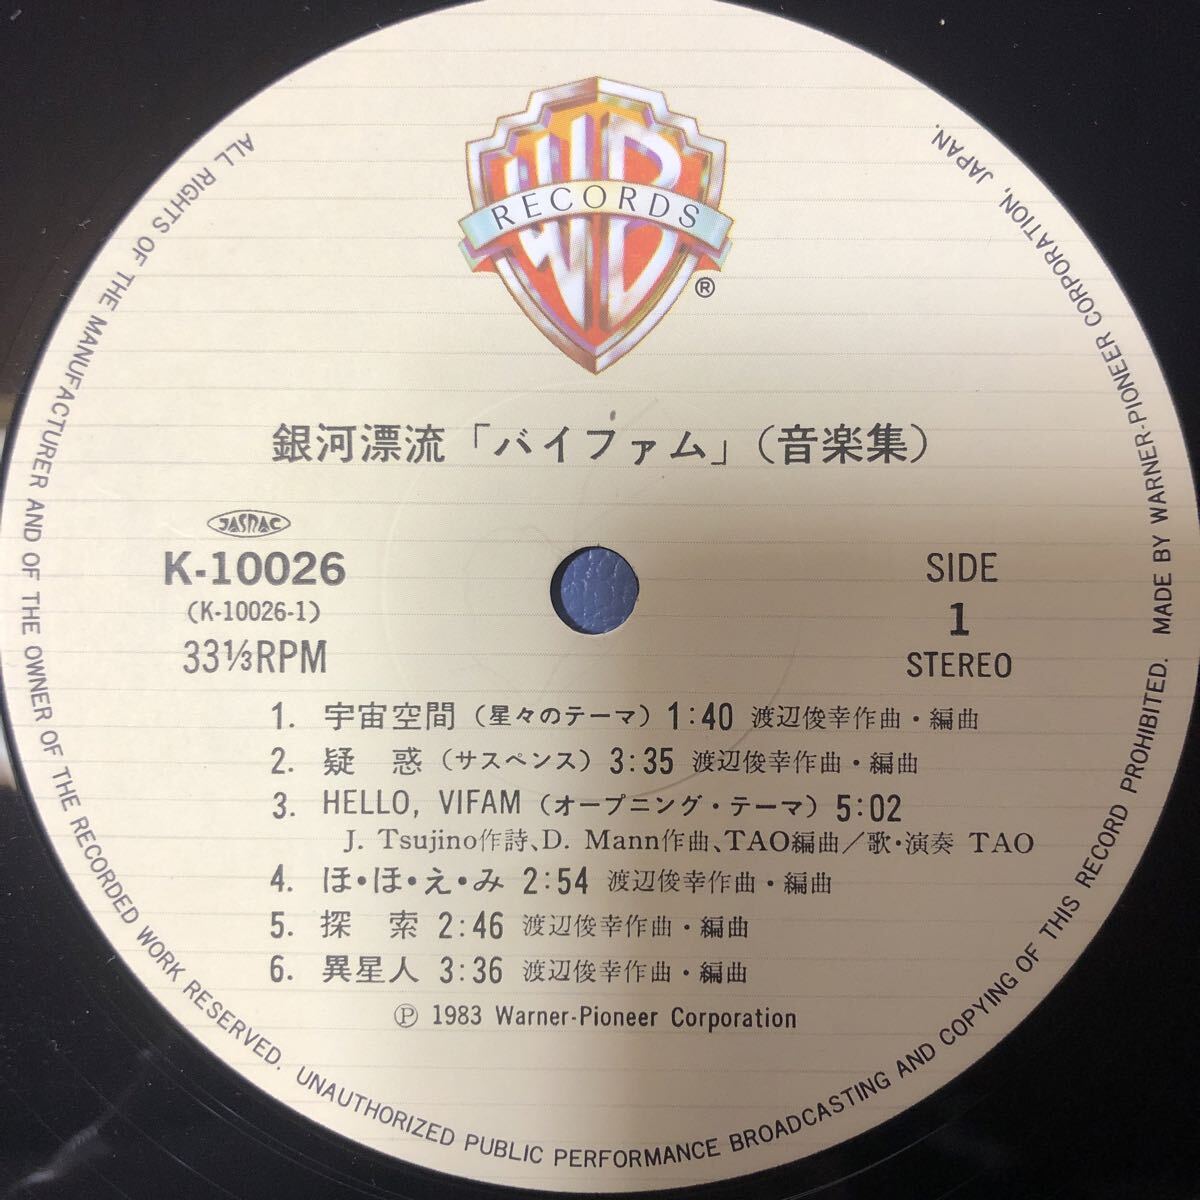 WB
RECORDS
®
銀河漂流「バイファム」(音楽集)
JASRAC
K-10026
(K-10026-1)
33⅓RPM
SIDE
1
STEREO
1. 宇宙空間(星々のテーマ)1:40 渡辺俊幸作曲・編曲
2. 疑 惑(サスペンス)3:35 渡辺俊幸作曲・編曲
3. HELLO, VIFAM(オープニング・テーマ)5:02
J. Tsujino作詩、D. Mann作曲、TAO編曲/歌・演奏 TAO
4. ほ・ほ・え・み 2:54 渡辺俊幸作曲・編曲
5. 探 索 2:46 渡辺俊幸作曲・編曲
6. 異星人 3:36 渡辺俊幸作曲・編曲
Ⓟ 1983 Warner-Pioneer Corporation
ALL RIGHTS OF THE MANUFACTURER AND OF THE OWNER OF THE RECORDED WORK RESERVED. UNAUTHORIZED PUBLIC PERFORMANCE BROADCASTING AND COPYING OF THIS RECORD PROHIBITED. MADE BY WARNER-PIONEER CORPORATION, JAPAN.